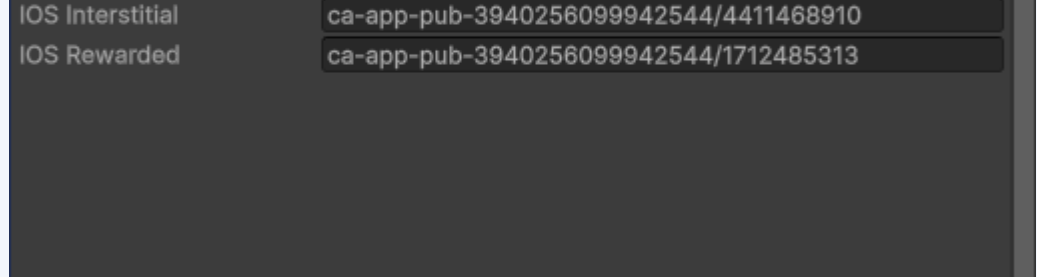 IOS Interstitial ca-app-pub-3940256099942544/4411468910
IOS Rewarded ca-app-pub-3940256099942544/1712485313